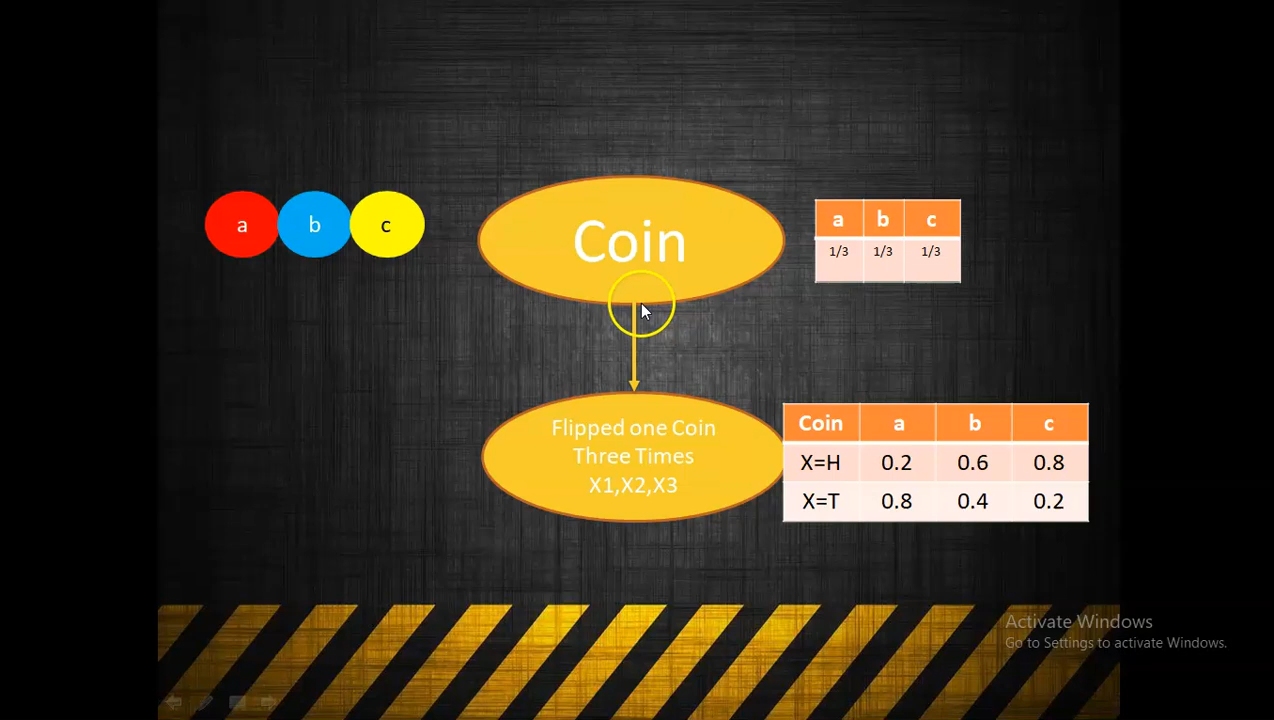 a b c
Coin
a b c
1/3 1/3 1/3
Flipped one Coin
Three Times
X1,X2,X3
Coin a b c
X=H 0.2 0.6 0.8
X=T 0.8 0.4 0.2
Activate Windows
Go to Settings to activate Windows.